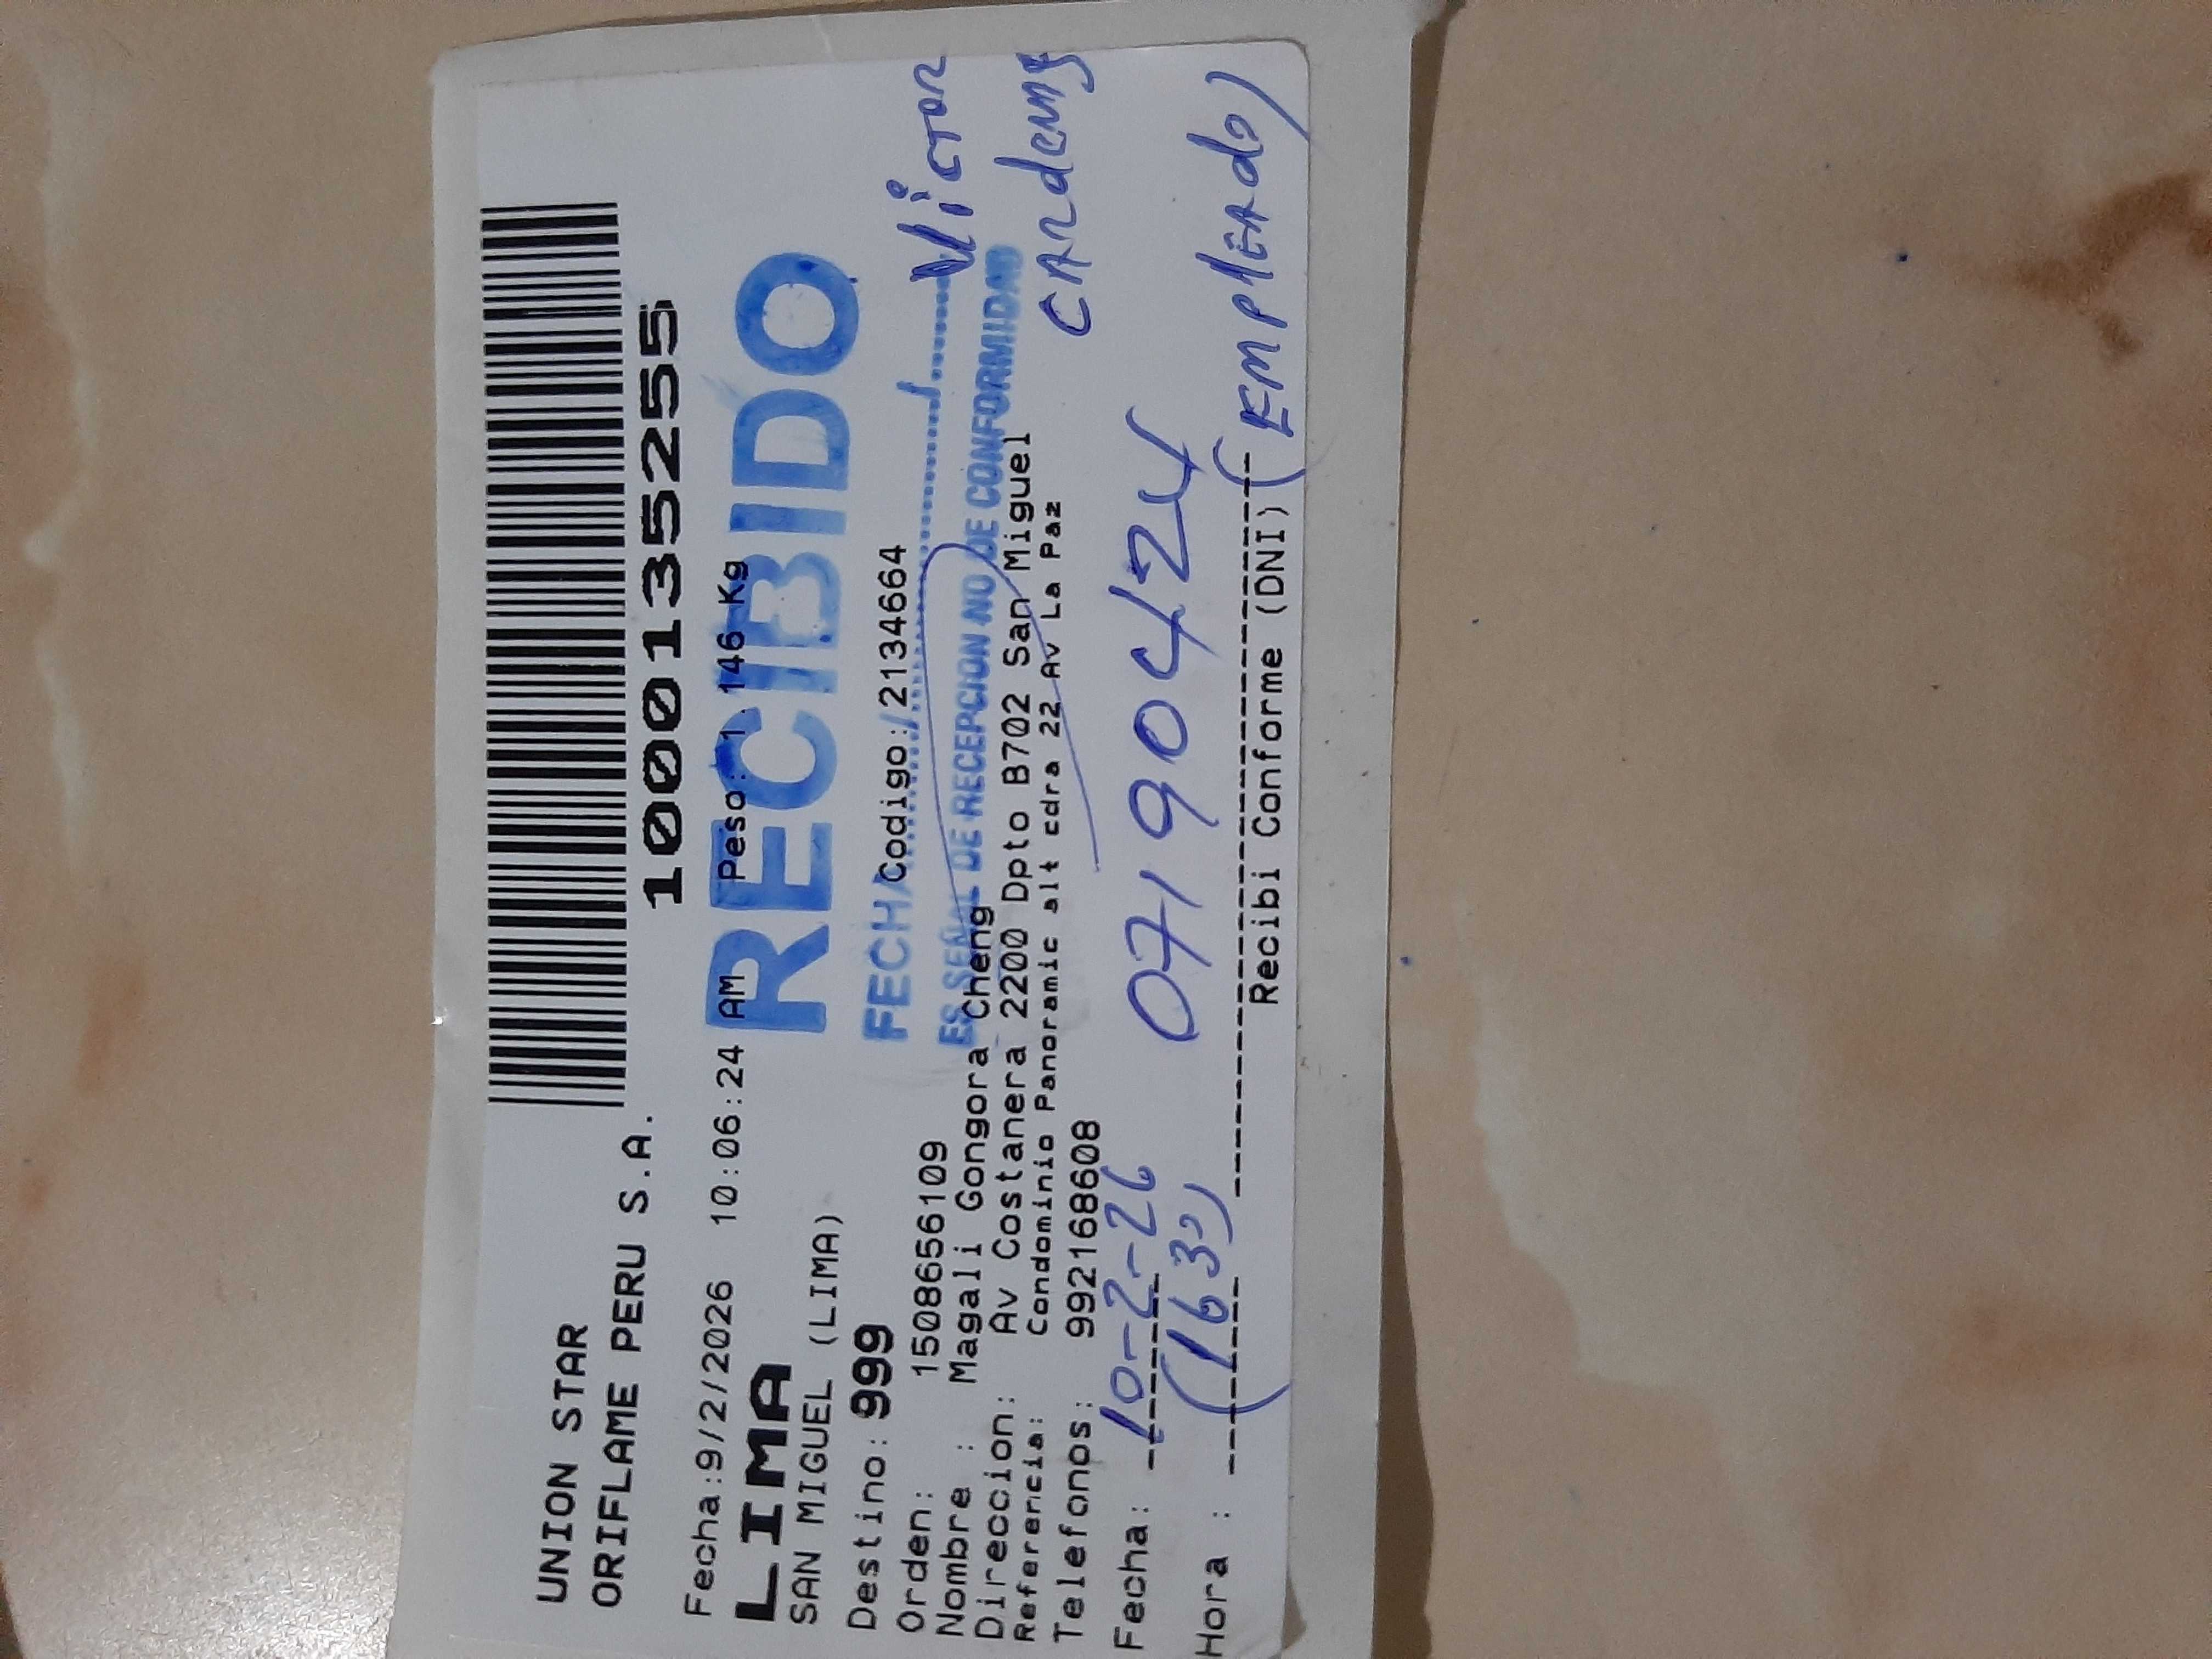 UNION STAR
ORIFLAME PERU S.A.
1000135255
Fecha:9/2/2026 10:06:24 AM Peso: 1.146 Kg
LIMA
SAN MIGUEL (LIMA)
RECIBIDO
Destino: 999 Codigo: 2134664
FECHA
Orden: 1508656109
ES SEÑAL DE RECEPCION NO DE CONFORMIDAD
Nombre : Magali Gongora Cheng
Direccion: Av Costanera 2200 Dpto B702 San Miguel
Referencia: Condominio Panoramic alt cdra 22 Av La Paz
Telefonos: 992168608
Victor
Fecha: 10-2-26
07190424
Hora :
Recibi Conforme (DNI)
(Empleado)